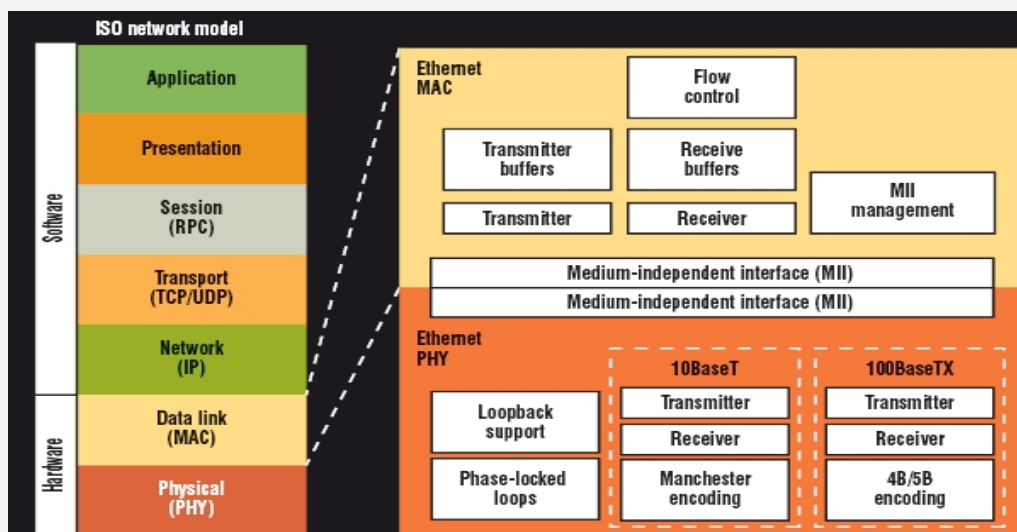 ISO network model
Software
Hardware
Application
Presentation
Session
(RPC)
Transport
(TCP/UDP)
Network
(IP)
Data link
(MAC)
Physical
(PHY)
Ethernet
MAC
Flow
control
Transmitter
buffers
Receive
buffers
Transmitter
Receiver
MII
management
Medium-independent interface (MII)
Medium-independent interface (MII)
Ethernet
PHY
Loopback
support
Phase-locked
loops
10BaseT
Transmitter
Receiver
Manchester
encoding
100BaseTX
Transmitter
Receiver
4B/5B
encoding